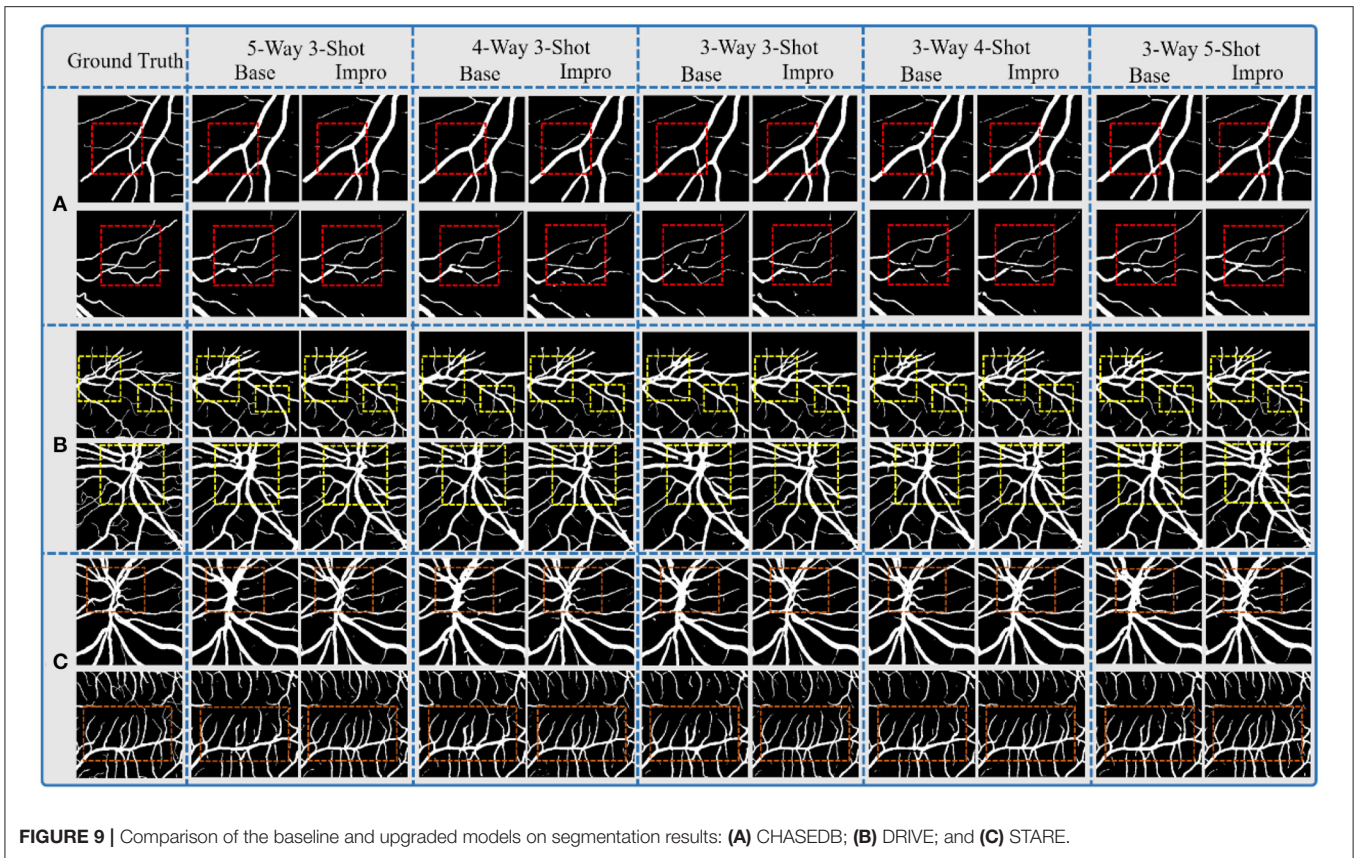 Ground Truth
5-Way 3-Shot
Base Impro
4-Way 3-Shot
Base Impro
3-Way 3-Shot
Base Impro
3-Way 4-Shot
Base Impro
3-Way 5-Shot
Base Impro
A
B
C
FIGURE 9 | Comparison of the baseline and upgraded models on segmentation results: (A) CHASEDB; (B) DRIVE; and (C) STARE.